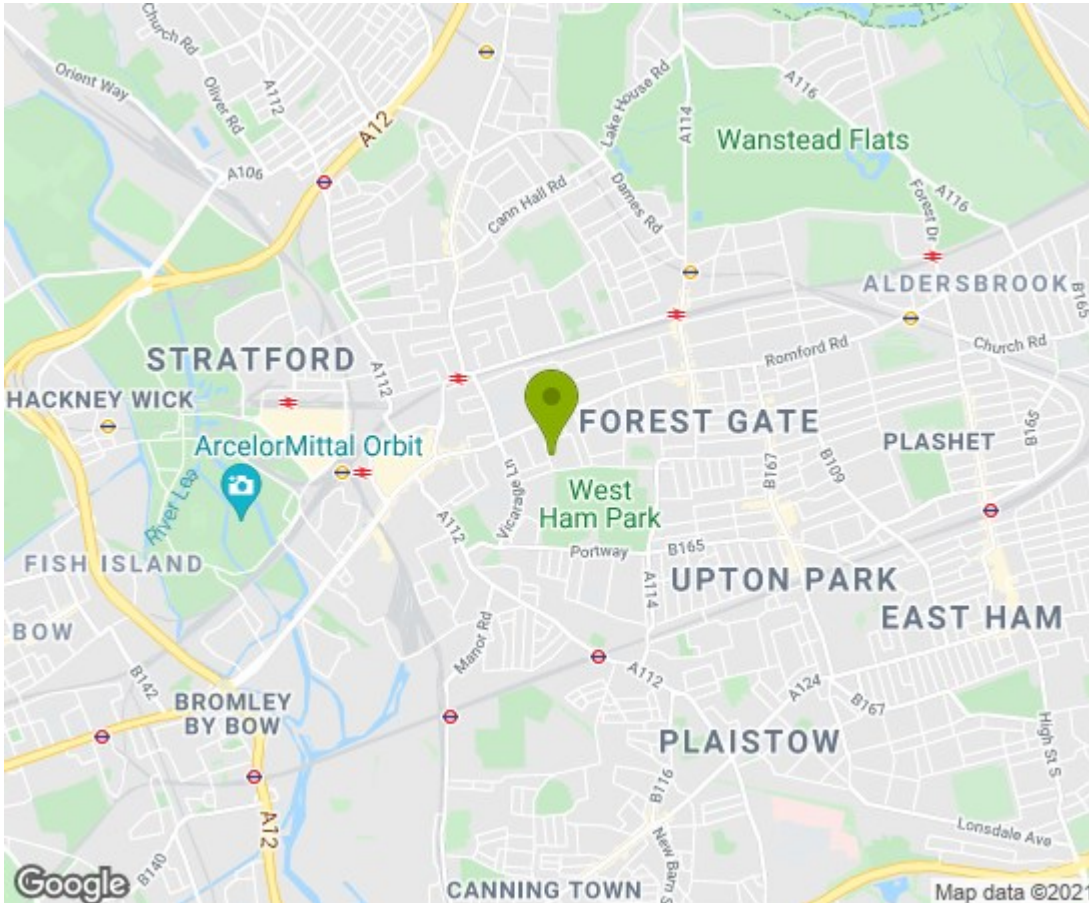 Church Rd
Orient Way
Oliver Rd
A112
A12
A106
Lake House Rd
A114
A116
Wanstead Flats
Cann Hall Rd
Dames Rd
Forest Dr
A116
ALDERSBROOK
B165
STRATFORD
A112
Romford Rd
Church Rd
HACKNEY WICK
ArcelorMittal Orbit
FOREST GATE
PLASHET
B165
B167
B109
River Lea
Vicarage Ln
West
Ham Park
A112
Portway
B165
FISH ISLAND
UPTON PARK
A114
EAST HAM
BOW
Manor Rd
B142
A112
A124
B167
BROMLEY
BY BOW
PLAISTOW
High St S
B116
A12
Lonsdale Ave
B140
New Barn S
CANNING TOWN
Google
Map data ©2021